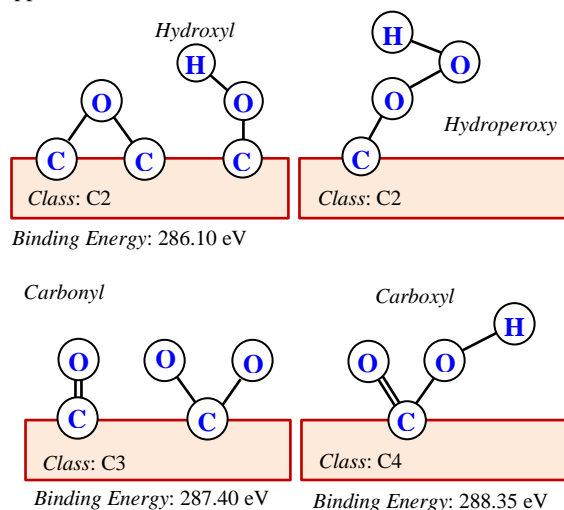 Hydroxyl
H
H
O
O
O
O
Hydroperoxy
C
C
C
C
Class: C2
Class: C2
Binding Energy: 286.10 eV
Carbonyl
Carboxyl
H
O
O
O
O
O
C
C
C
Class: C3
Class: C4
Binding Energy: 287.40 eV
Binding Energy: 288.35 eV